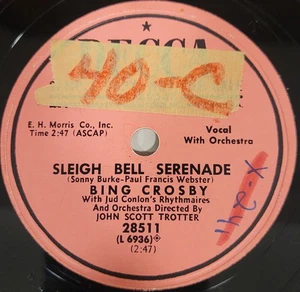 DECCA
40-C
E. H. Morris Co., Inc.
Time 2:47 (ASCAP)
Vocal
With Orchestra
SLEIGH BELL SERENADE
(Sonny Burke-Paul Francis Webster)
BING CROSBY
With Jud Conlon's Rhythmaires
And Orchestra Directed By
JOHN SCOTT TROTTER
28511
(L 6936)
(2:47)